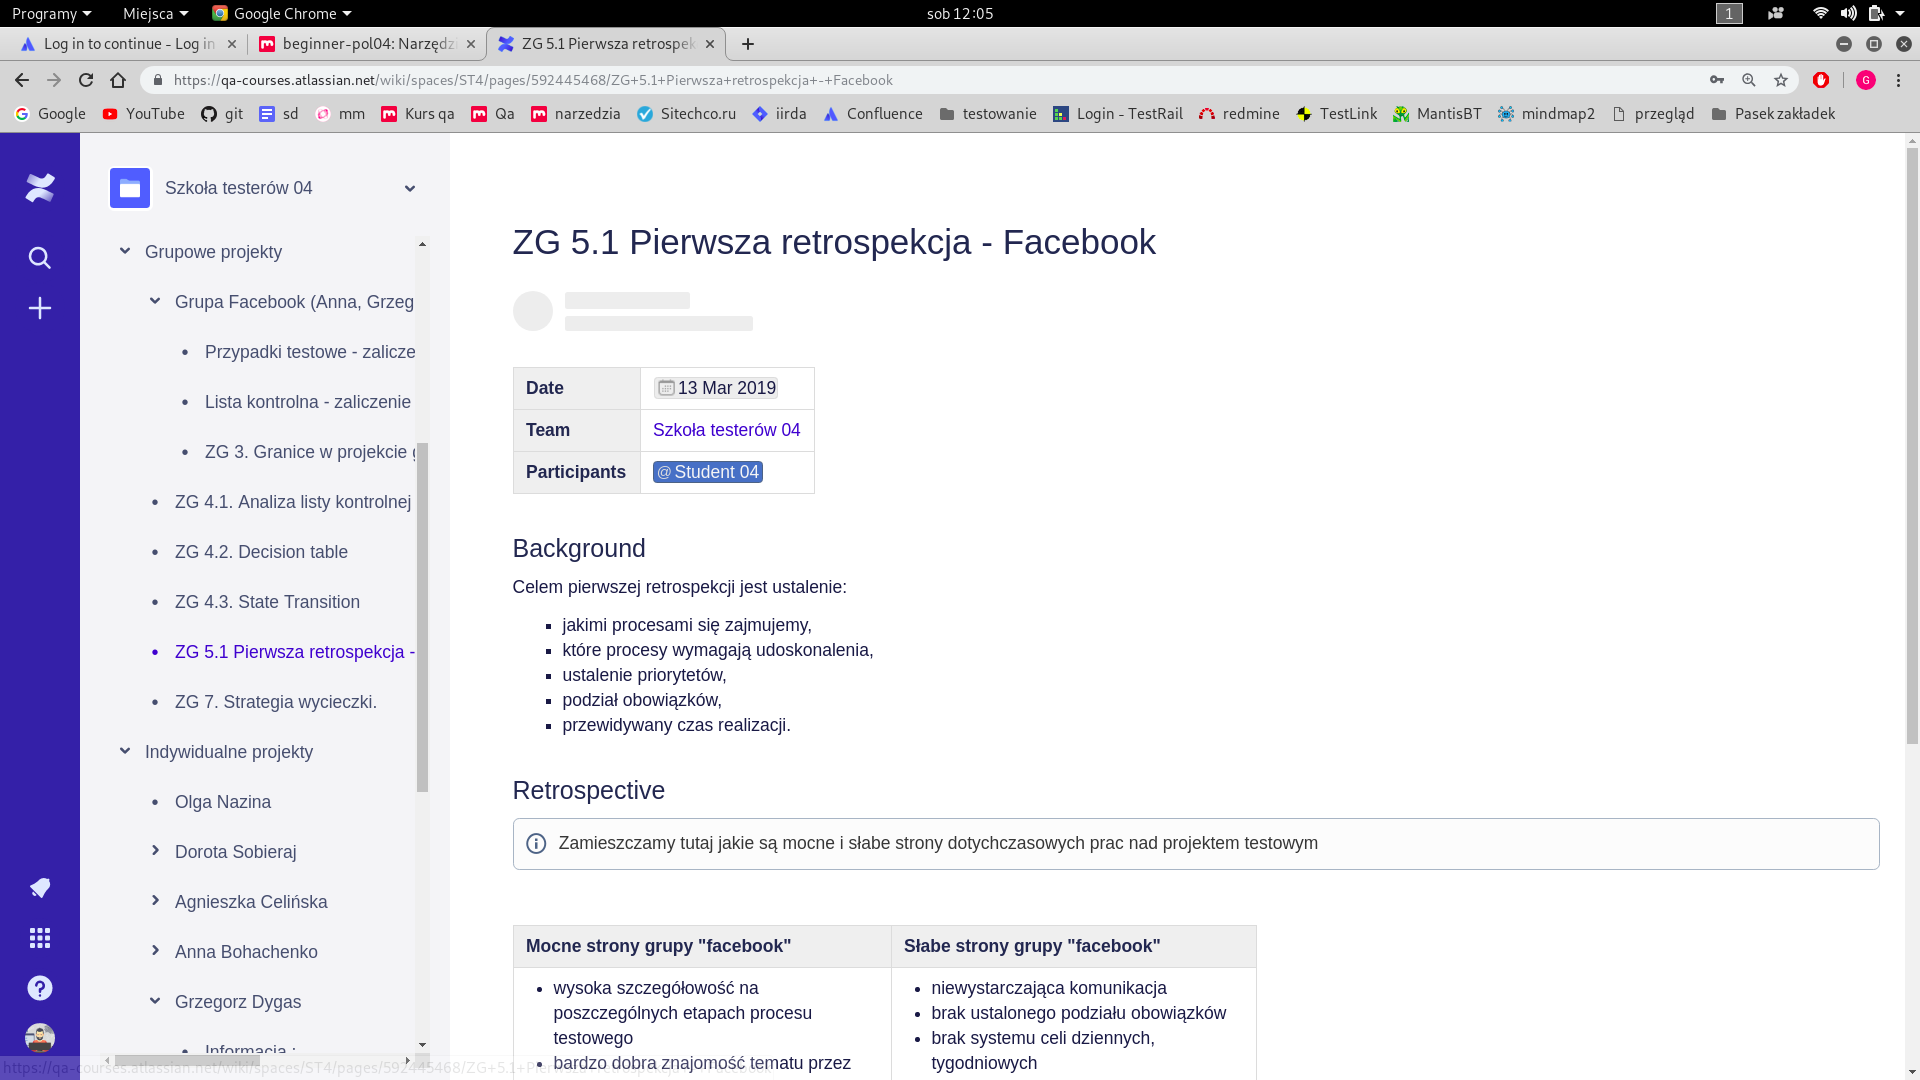 Programy Miejsca Google Chrome sob 12:05 1
Log in to continue - Log in beginner-pol04: Narzędzi ZG 5.1 Pierwsza retrospek
https://qa-courses.atlassian.net/wiki/spaces/ST4/pages/592445468/ZG+5.1+Pierwsza+retrospekcja+-+Facebook G
Google YouTube git sd mm Kurs qa Qa narzedzia Sitechco.ru iirda Confluence testowanie Login - TestRail redmine TestLink MantisBT mindmap2 przegląd Pasek zakładek
Szkoła testerów 04
Grupowe projekty
Grupa Facebook (Anna, Grzeg
Przypadki testowe - zalicze
Lista kontrolna - zaliczenie
ZG 3. Granice w projekcie g
ZG 4.1. Analiza listy kontrolnej
ZG 4.2. Decision table
ZG 4.3. State Transition
ZG 5.1 Pierwsza retrospekcja -
ZG 7. Strategia wycieczki.
Indywidualne projekty
Olga Nazina
Dorota Sobieraj
Agnieszka Celińska
Anna Bohachenko
Grzegorz Dygas
Informacja :
ZG 5.1 Pierwsza retrospekcja - Facebook
Date 13 Mar 2019
Team Szkoła testerów 04
Participants @Student 04
Background
Celem pierwszej retrospekcji jest ustalenie:
jakimi procesami się zajmujemy,
które procesy wymagają udoskonalenia,
ustalenie priorytetów,
podział obowiązków,
przewidywany czas realizacji.
Retrospective
Zamieszczamy tutaj jakie są mocne i słabe strony dotychczasowych prac nad projektem testowym
Mocne strony grupy "facebook"
wysoka szczegółowość na
poszczególnych etapach procesu
testowego
bardzo dobra znajomość tematu przez
Słabe strony grupy "facebook"
niewystarczająca komunikacja
brak ustalonego podziału obowiązków
brak systemu celi dziennych,
tygodniowych
https://qa-courses.atlassian.net/wiki/spaces/ST4/pages/592445468/ZG+5.1+Pierwsza+retrospekcja+-+Facebook